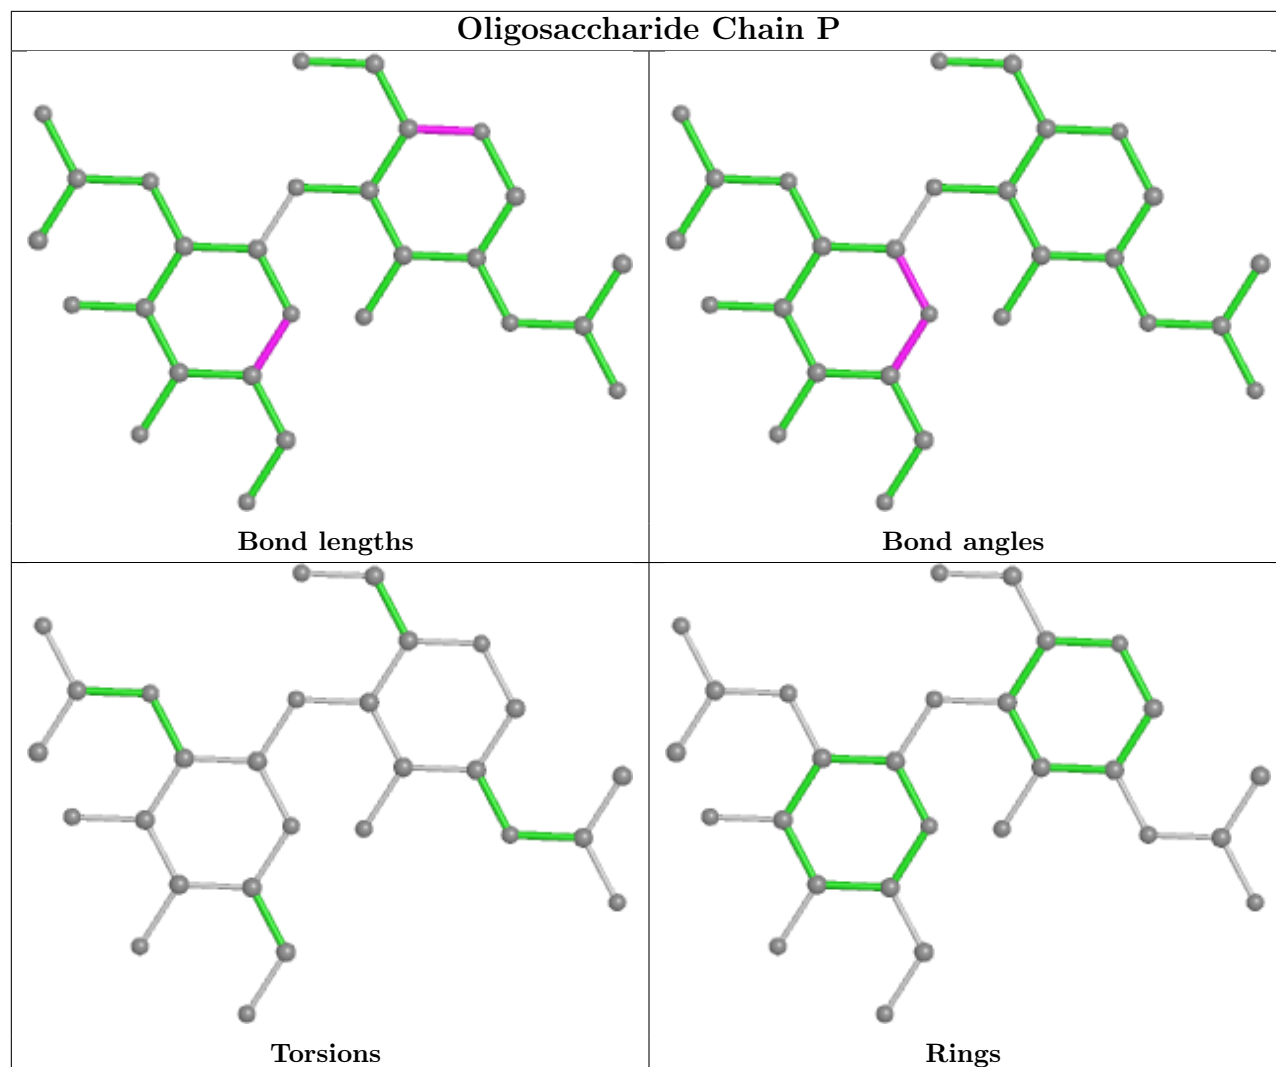 Oligosaccharide Chain P
Bond lengths
Bond angles
Torsions
Rings